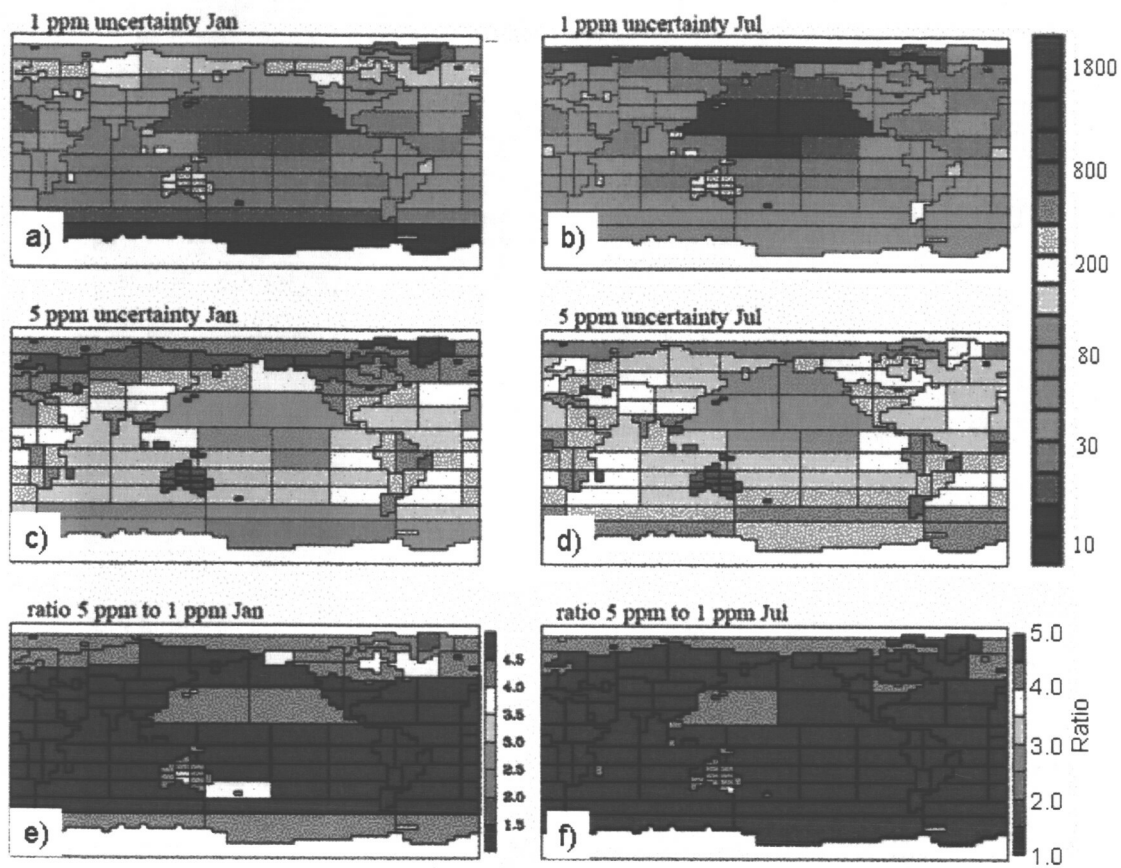 1 ppm uncertainty Jan
1 ppm uncertainty Jul
a)
b)
1800
800
200
80
30
10
5 ppm uncertainty Jan
5 ppm uncertainty Jul
c)
d)
ratio 5 ppm to 1 ppm Jan
ratio 5 ppm to 1 ppm Jul
e)
f)
4.5
4.0
3.5
3.0
2.5
2.0
1.5
5.0
4.0
3.0
2.0
1.0
Ratio